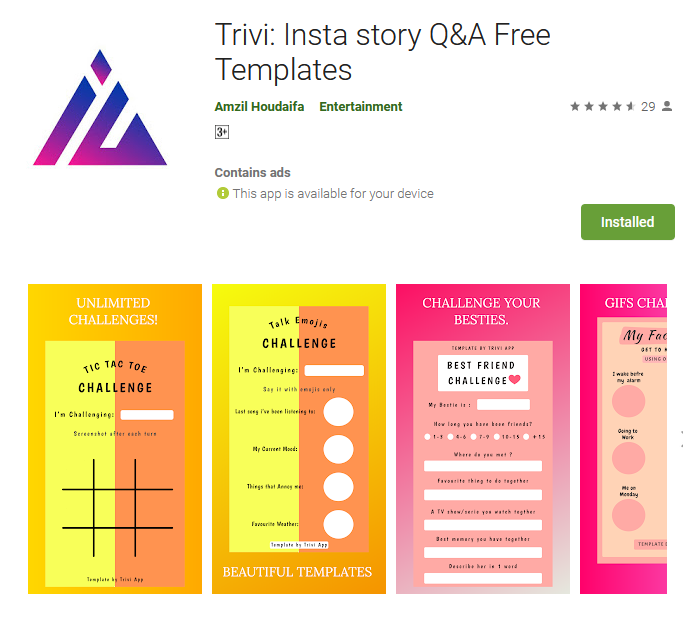 Trivi: Insta story Q&A Free
Templates
Amzil Houdaifa Entertainment
29
3+
Contains ads
This app is available for your device
Installed
UNLIMITED
CHALLENGES!
TIC TAC TOE
CHALLENGE
I'm Challenging:
Screenshot after each turn
Template by Trivi App
Talk Emojis
CHALLENGE
I'm Challenging:
Say it with emojis only
Last song i've been listening to:
My Current Mood:
Things that Annoy me:
Favourite Weather:
Template by Trivi App
BEAUTIFUL TEMPLATES
CHALLENGE YOUR
BESTIES.
TEMPLATE BY TRIVI APP
BEST FRIEND
CHALLENGE
My Bestie is :
How long you have been friends?
1-3 4-6 7-9 10-15 +15
Where do you met ?
Favourite thing to do together
A TV show/serie you watch togther
Best memory you have together
Describe her in 1 word
GIFS CHA
My Fac
GET TO K
USING O
I wake befre
my alarm
Going to
Work
Me on
Monday
TEMPLATE